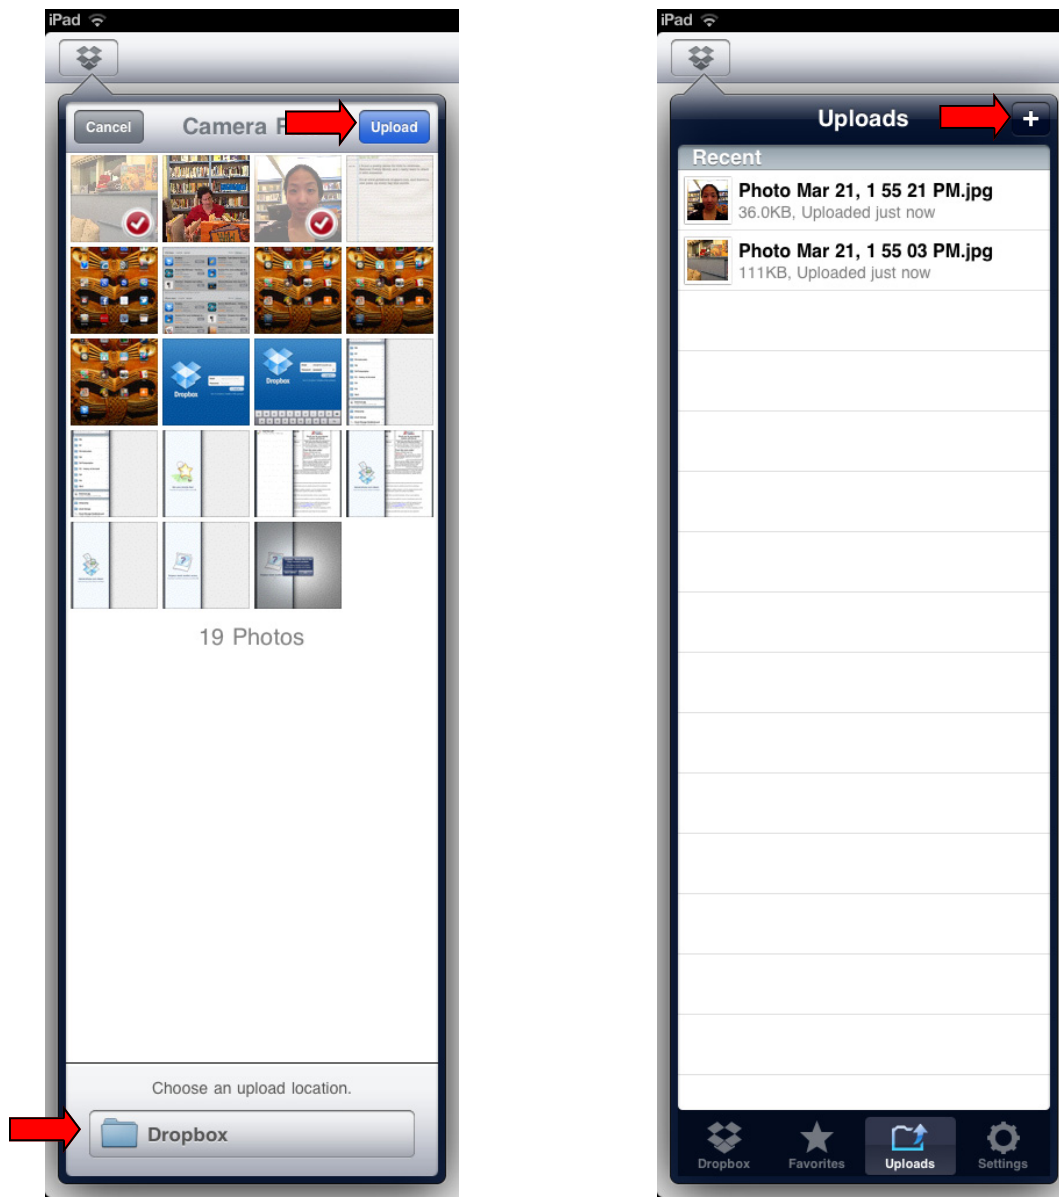 iPad
Cancel
Camera
Upload
Dropbox
Dropbox
19 Photos
Choose an upload location.
Dropbox
iPad
Uploads
+
Recent
Photo Mar 21, 1 55 21 PM.jpg
36.0KB, Uploaded just now
Photo Mar 21, 1 55 03 PM.jpg
111KB, Uploaded just now
Dropbox
Favorites
Uploads
Settings